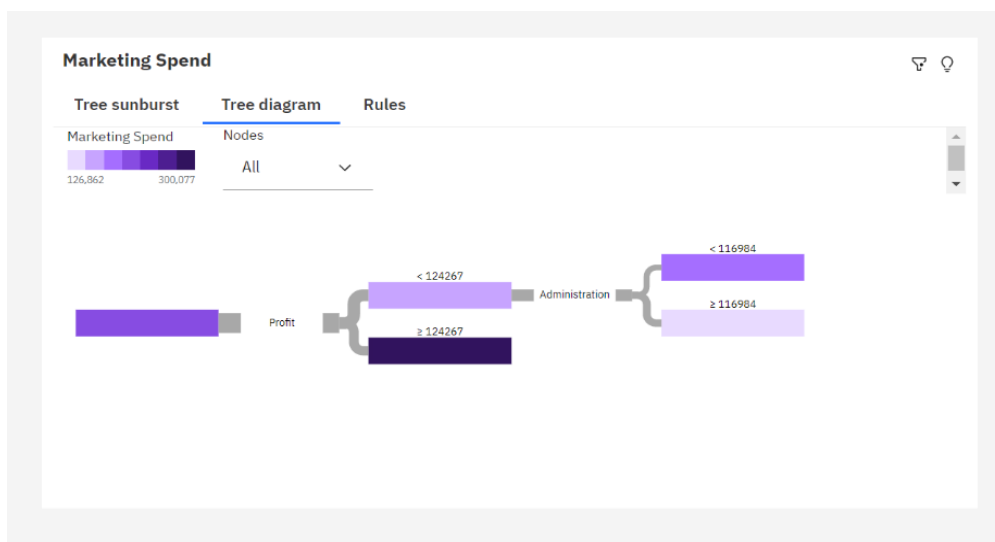 Marketing Spend
Tree sunburst Tree diagram Rules
Marketing Spend
126,862 300,077
Nodes
All
Profit
< 124267
≥ 124267
Administration
< 116984
≥ 116984